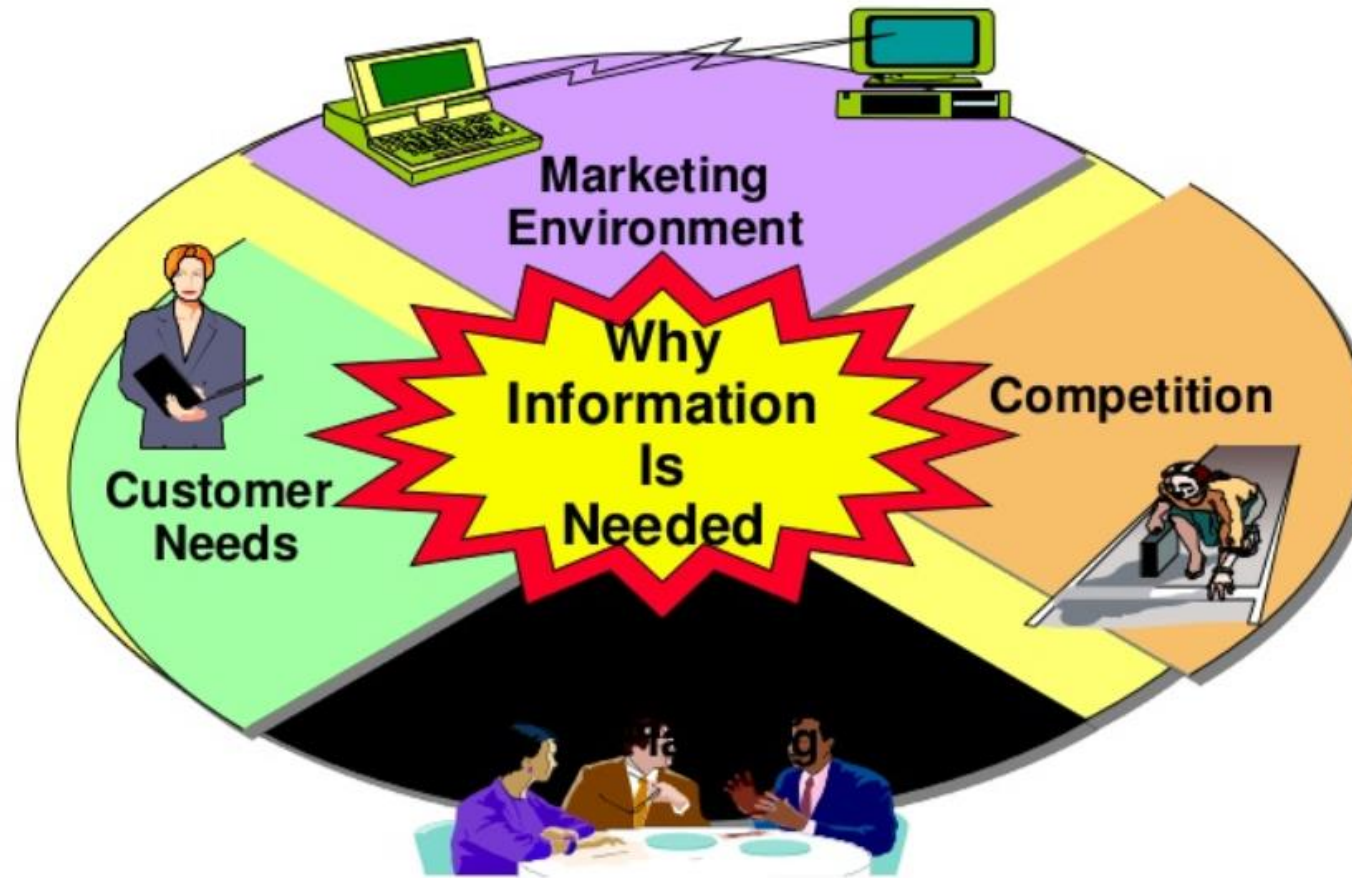 Marketing
Environment
Why
Information
Is
Needed
Competition
Customer
Needs